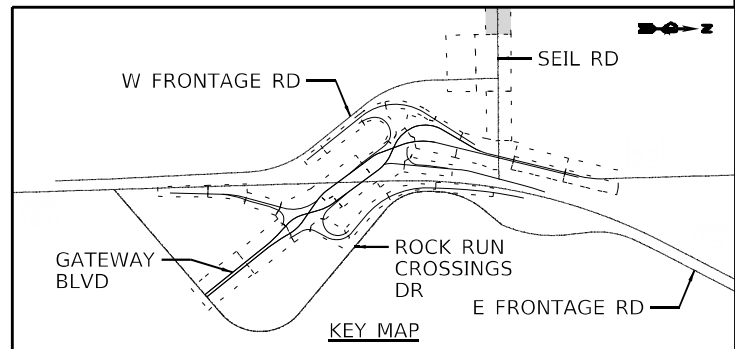 Z
SEIL RD
W FRONTAGE RD
GATEWAY
BLVD
ROCK RUN
CROSSINGS
DR
E FRONTAGE RD
KEY MAP